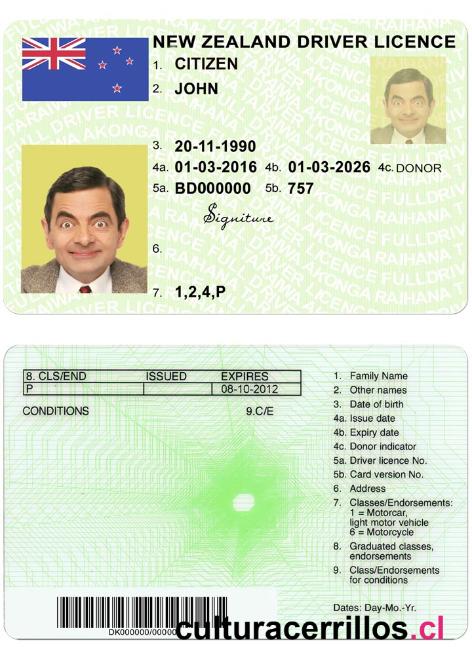 NEW ZEALAND DRIVER LICENCE
1. CITIZEN
2. JOHN
3. 20-11-1990
4a. 01-03-2016 4b. 01-03-2026 4c. DONOR
5a. BD000000 5b. 757
Signiture
6.
7. 1,2,4,P
8. CLS/END ISSUED EXPIRES
P 08-10-2012
CONDITIONS 9.C/E
1. Family Name
2. Other names
3. Date of birth
4a. Issue date
4b. Expiry date
4c. Donor indicator
5a. Driver licence No.
5b. Card version No.
6. Address
7. Classes/Endorsements:
1 = Motorcar,
light motor vehicle
6 = Motorcycle
8. Graduated classes,
endorsements
9. Class/Endorsements
for conditions
Dates: Day-Mo.-Yr.
culturacerrillos.cl